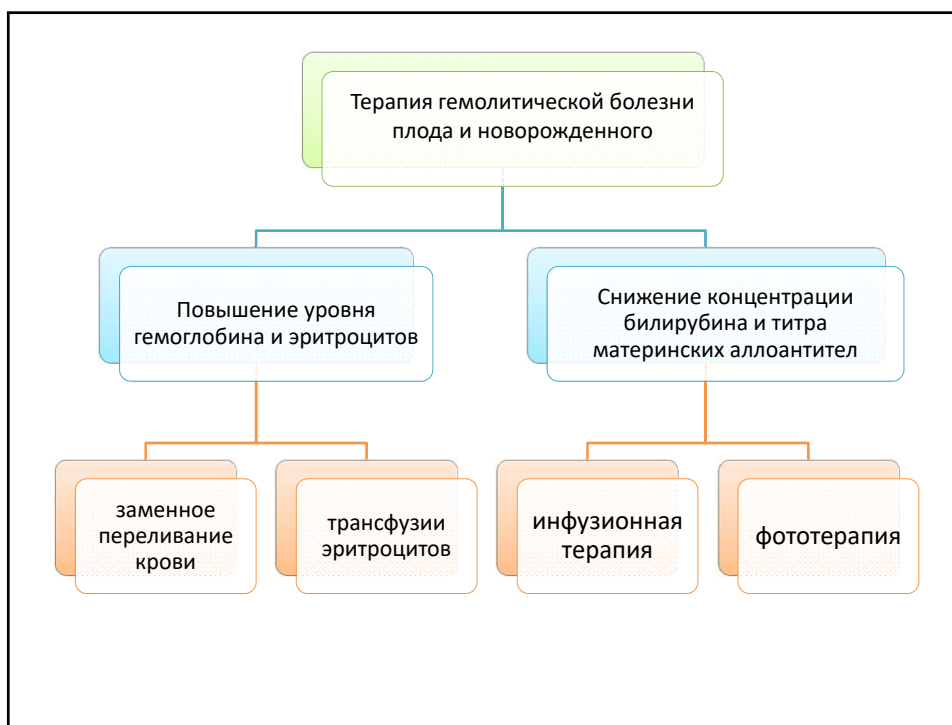 Терапия гемолитической болезни
плода и новорожденного
Повышение уровня
гемоглобина и эритроцитов
Снижение концентрации
билирубина и титра
материнских аллоантител
заменное
переливание
крови
трансфузии
эритроцитов
инфузионная
терапия
фототерапия